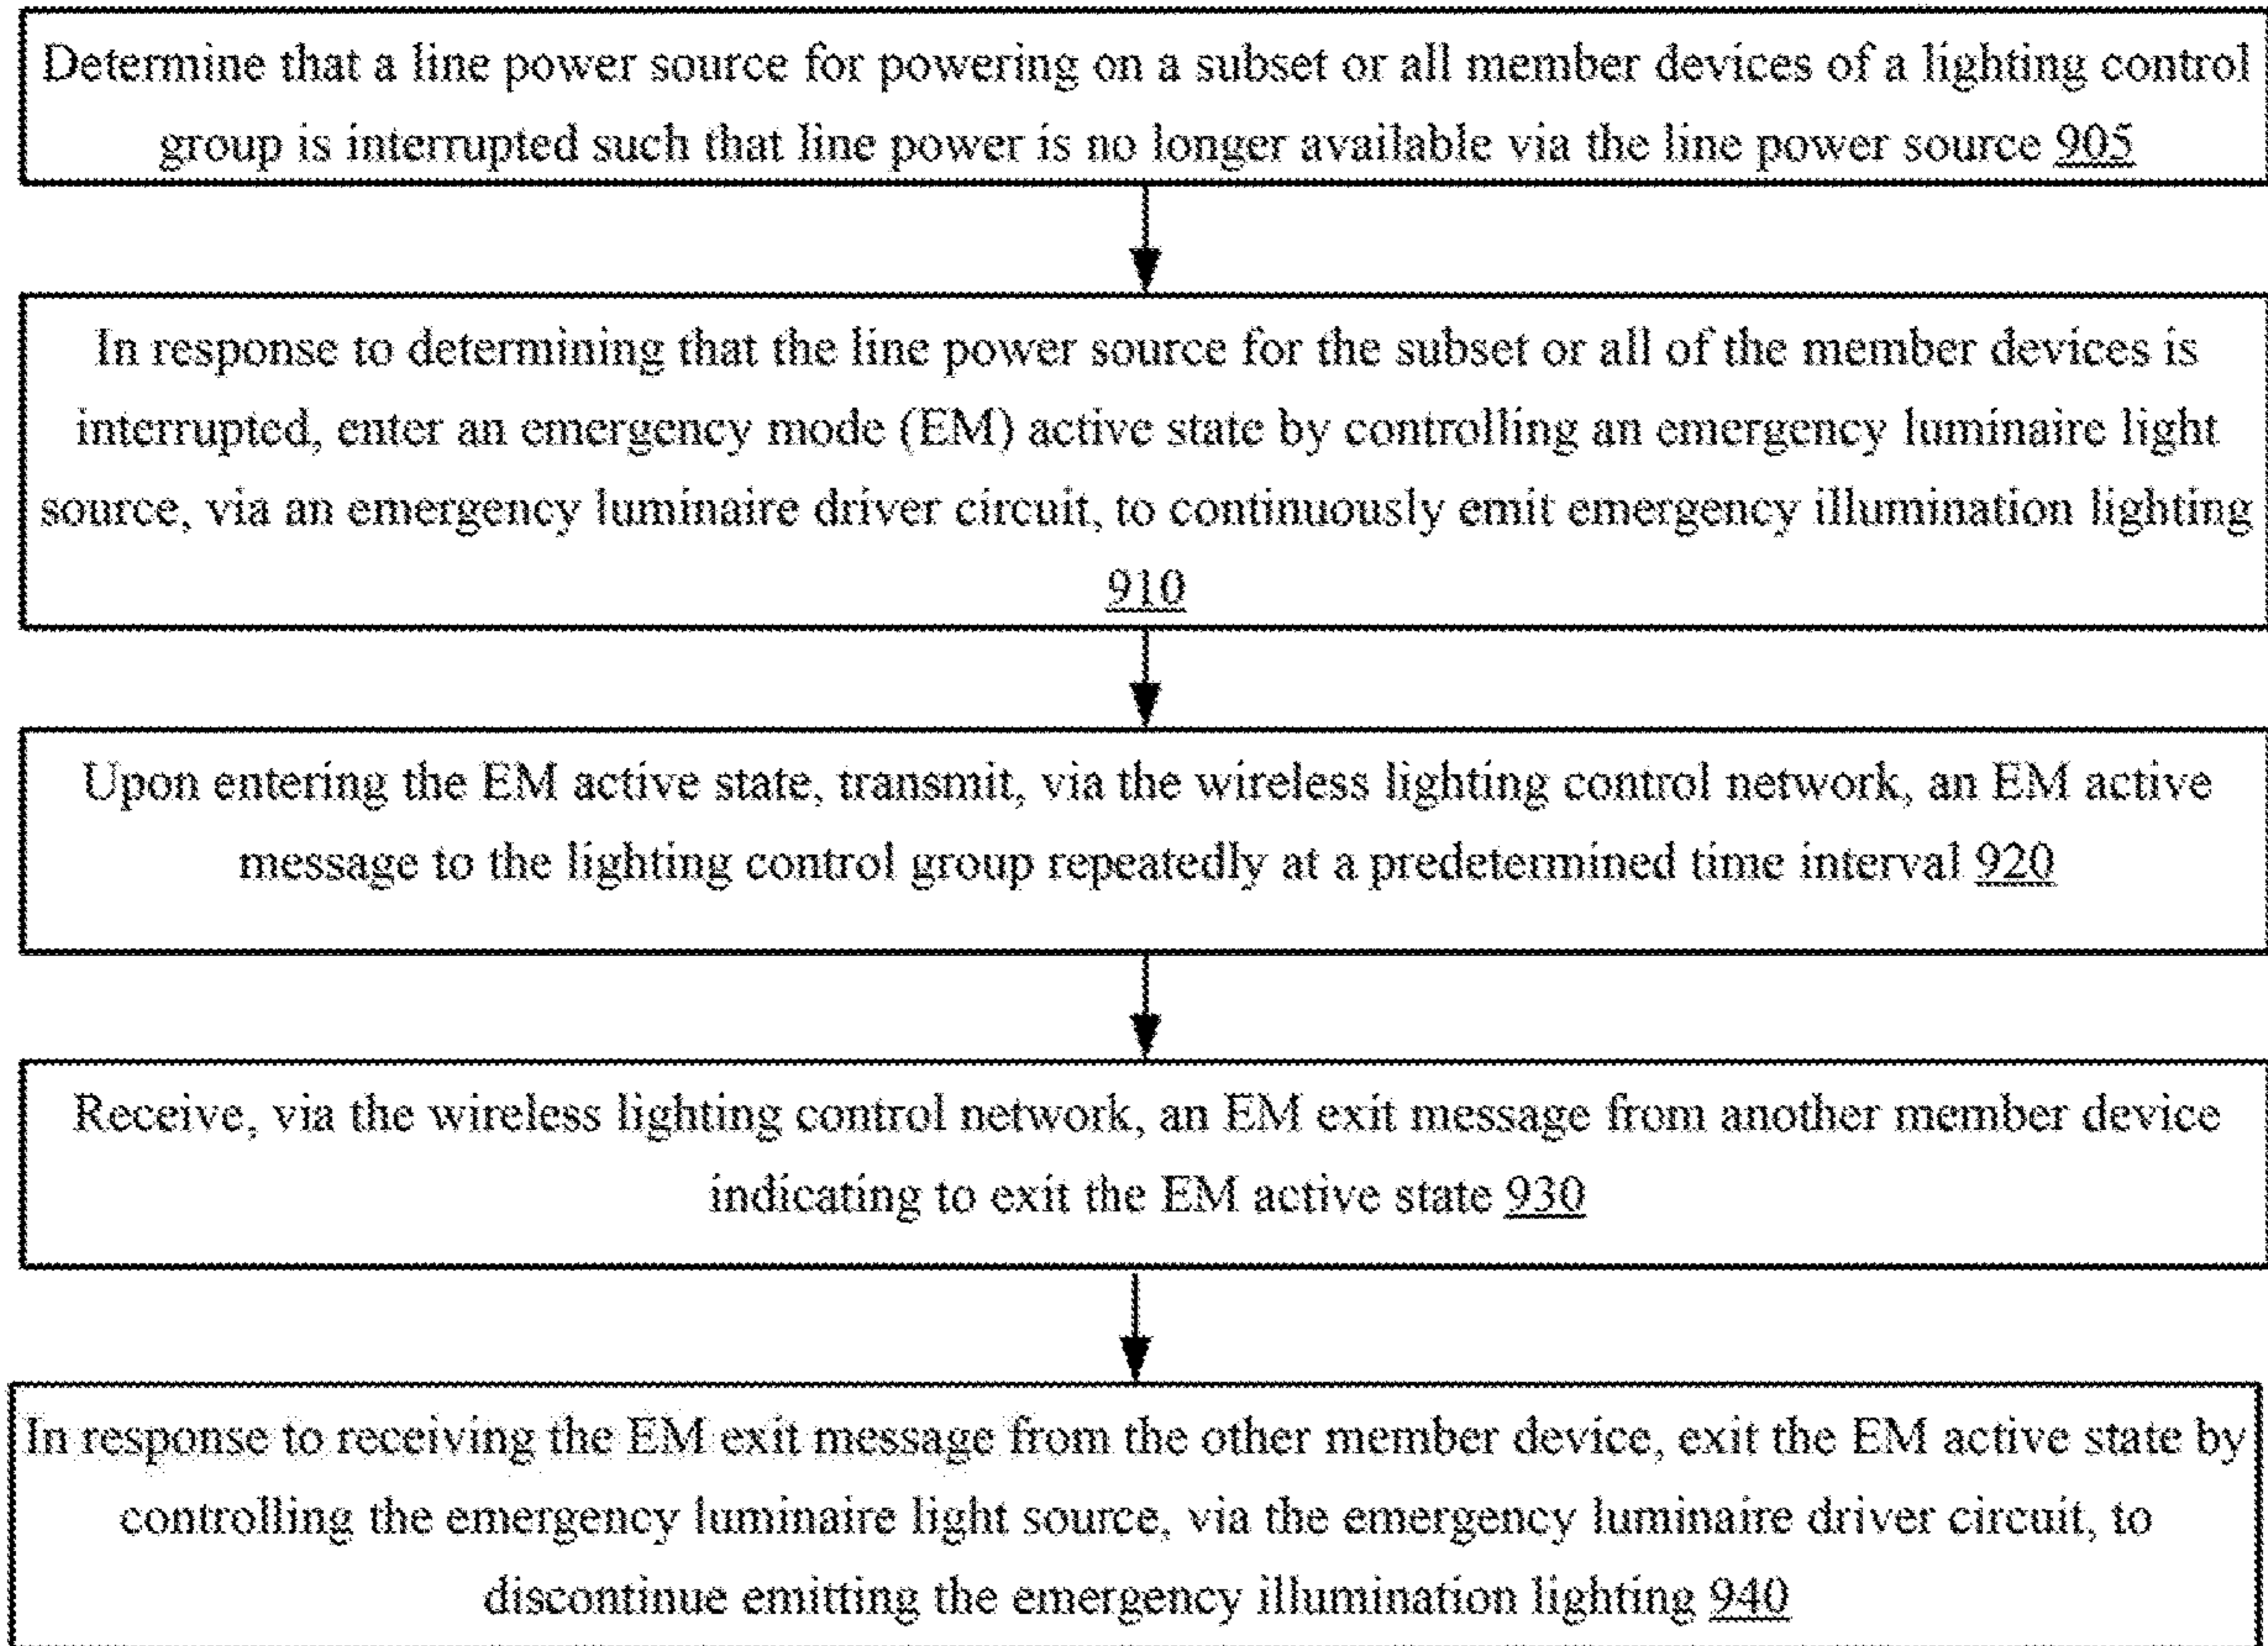 Determine that a line power source for powering on a subset or all member devices of a lighting control
group is interrupted such that line power is no longer available via the line power source 905
In response to determining that the line power source for the subset or all of the member devices is
interrupted, enter an emergency mode (EM) active state by controlling an emergency luminaire light
source, via an emergency luminaire driver circuit, to continuously emit emergency illumination lighting
910
Upon entering the EM active state, transmit, via the wireless lighting control network, an EM active
message to the lighting control group repeatedly at a predetermined time interval 920
Receive, via the wireless lighting control network, an EM exit message from another member device
indicating to exit the EM active state 930
In response to receiving the EM exit message from the other member device, exit the EM active state by
controlling the emergency luminaire light source, via the emergency luminaire driver circuit, to
discontinue emitting the emergency illumination lighting 940